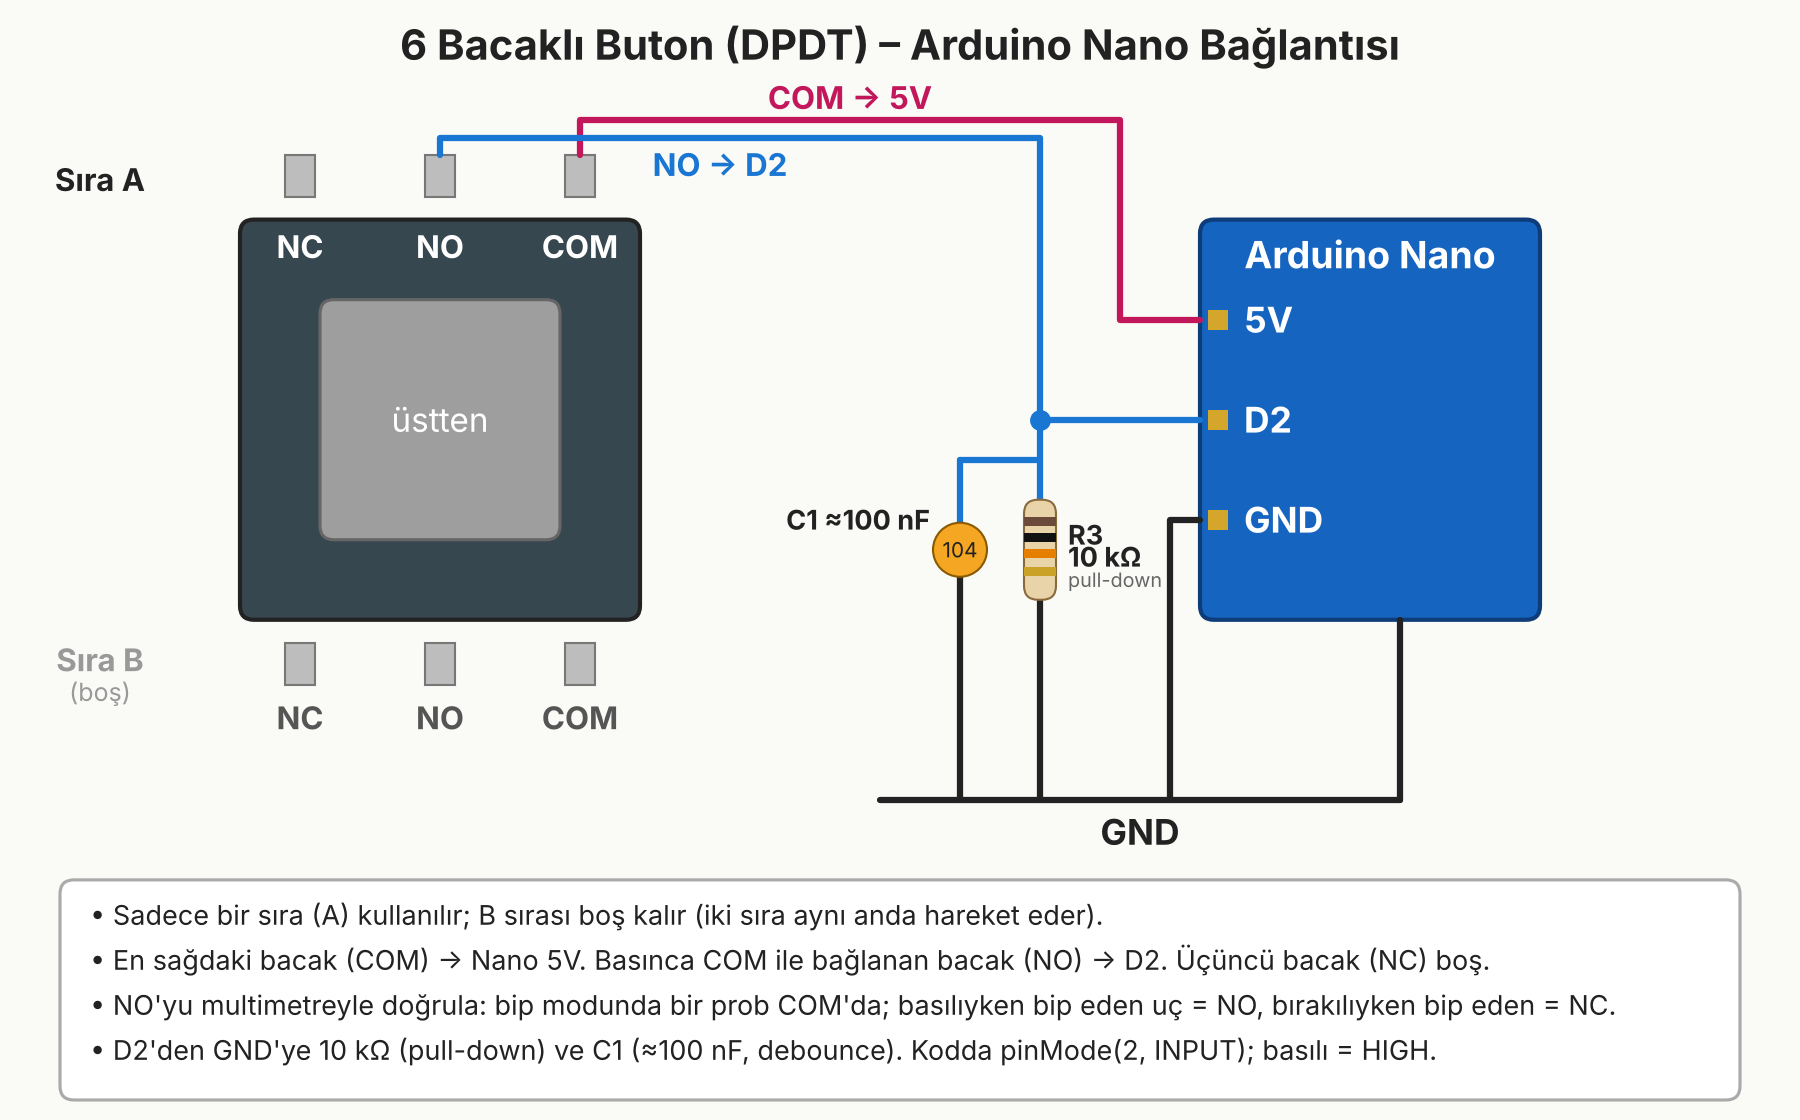 6 Bacaklı Buton (DPDT) – Arduino Nano Bağlantısı
COM → 5V
NO → D2
Sıra A
NC NO COM
üstten
Arduino Nano
5V
D2
GND
C1 ≈100 nF
104
R3
10 kΩ
pull-down
Sıra B
(boş)
NC NO COM
GND
• Sadece bir sıra (A) kullanılır; B sırası boş kalır (iki sıra aynı anda hareket eder).
• En sağdaki bacak (COM) → Nano 5V. Basınca COM ile bağlanan bacak (NO) → D2. Üçüncü bacak (NC) boş.
• NO'yu multimetreyle doğrula: bip modunda bir prob COM'da; basılıyken bip eden uç = NO, bırakılıyken bip eden = NC.
• D2'den GND'ye 10 kΩ (pull-down) ve C1 (≈100 nF, debounce). Kodda pinMode(2, INPUT); basılı = HIGH.